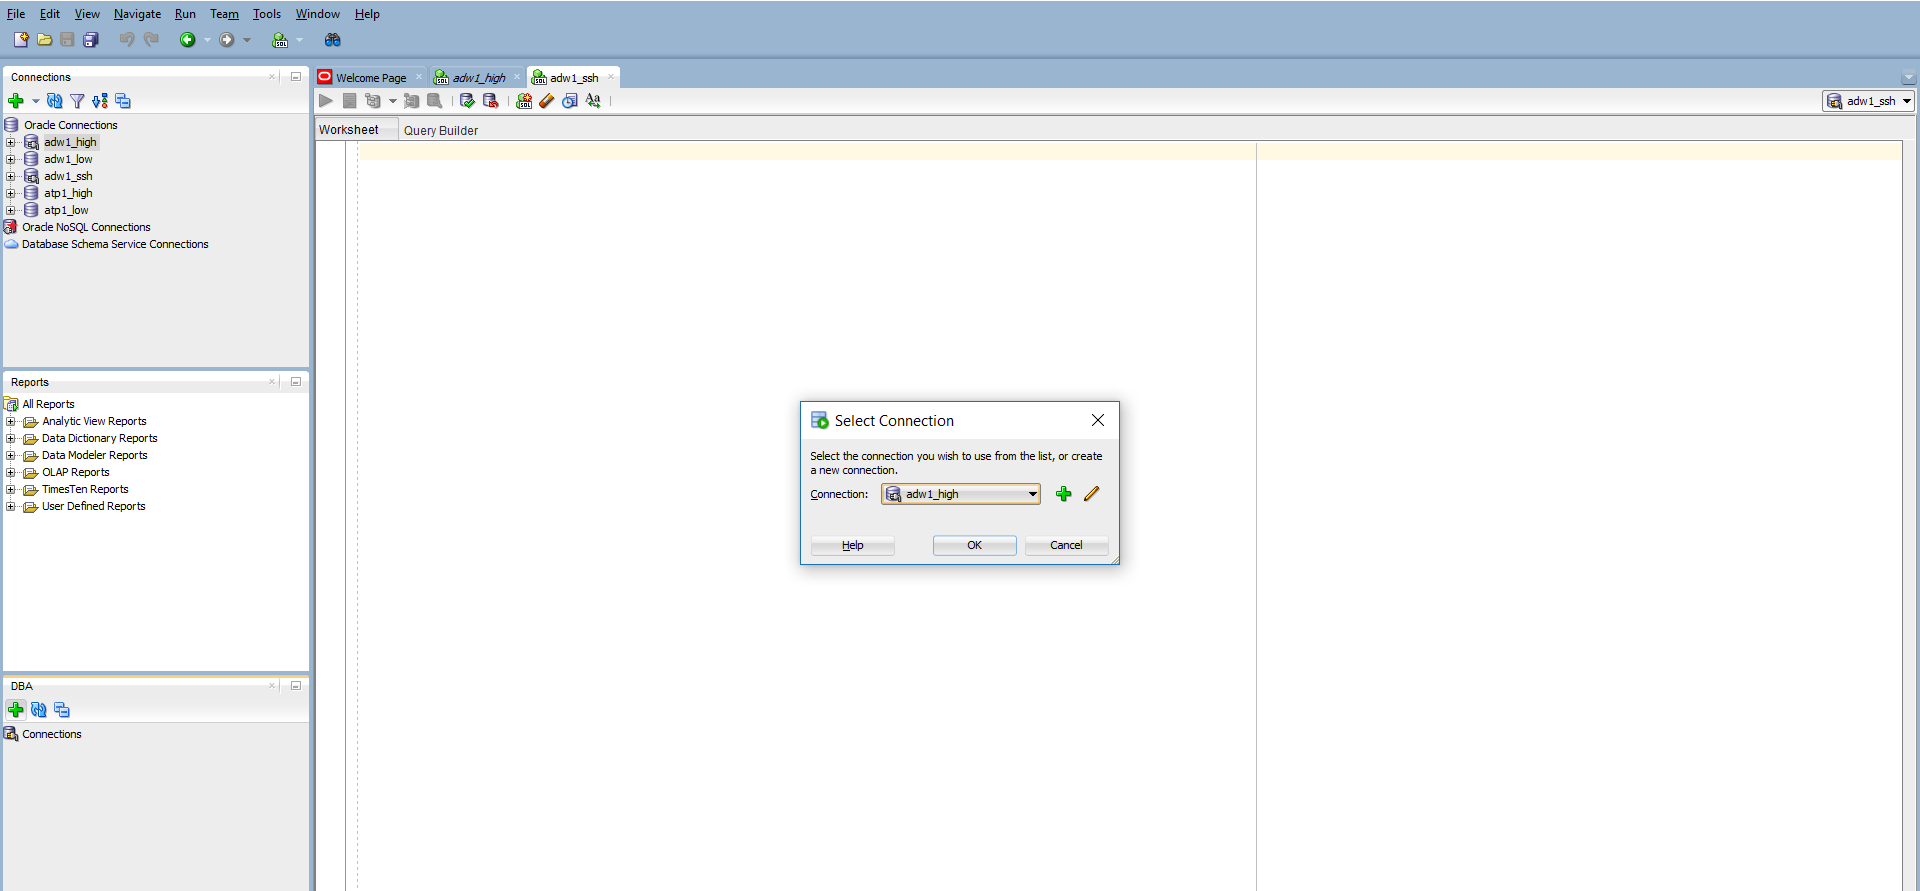 File Edit View Navigate Run Team Tools Window Help
Connections
Oracle Connections
adw1_high
adw1_low
adw1_ssh
atp1_high
atp1_low
Oracle NoSQL Connections
Database Schema Service Connections
Reports
All Reports
Analytic View Reports
Data Dictionary Reports
Data Modeler Reports
OLAP Reports
TimesTen Reports
User Defined Reports
DBA
Connections
Welcome Page adw1_high adw1_ssh
adw1_ssh
Worksheet Query Builder
Select Connection
Select the connection you wish to use from the list, or create
a new connection.
Connection: adw1_high
Help OK Cancel